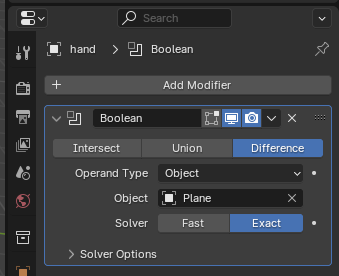 Search
hand > Boolean
+ Add Modifier
Boolean
Intersect Union Difference
Operand Type Object
Object Plane
Solver Fast Exact
Solver Options